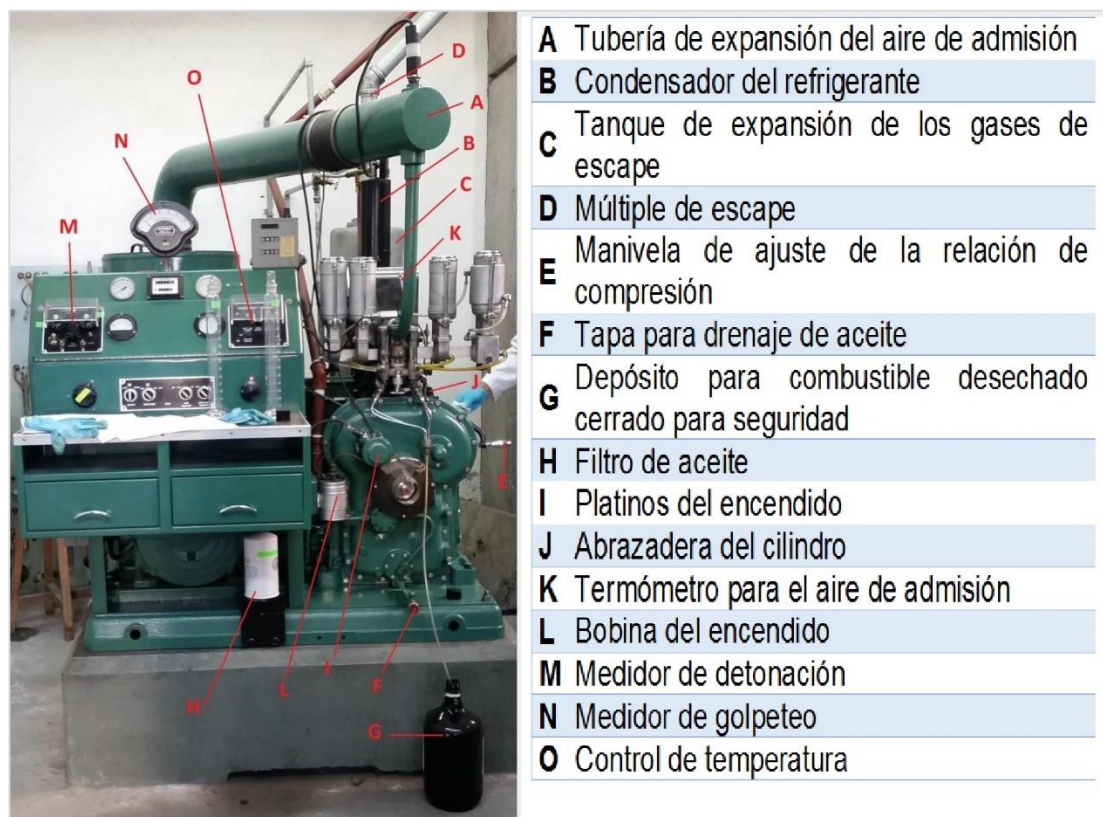 D
O
A
N
B
C
M
K
J
E
I
F
L
H
G
A Tubería de expansión del aire de admisión
B Condensador del refrigerante
C Tanque de expansión de los gases de
escape
D Múltiple de escape
E Manivela de ajuste de la relación de
compresión
F Tapa para drenaje de aceite
G Depósito para combustible desechado
cerrado para seguridad
H Filtro de aceite
I Platinos del encendido
J Abrazadera del cilindro
K Termómetro para el aire de admisión
L Bobina del encendido
M Medidor de detonación
N Medidor de golpeteo
O Control de temperatura